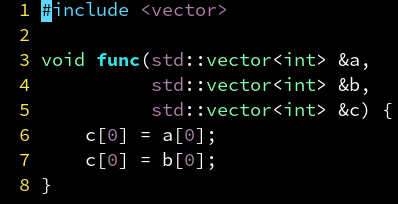 1 #include <vector>
2
3 void func(std::vector<int> &a,
4           std::vector<int> &b,
5           std::vector<int> &c) {
6     c[0] = a[0];
7     c[0] = b[0];
8 }